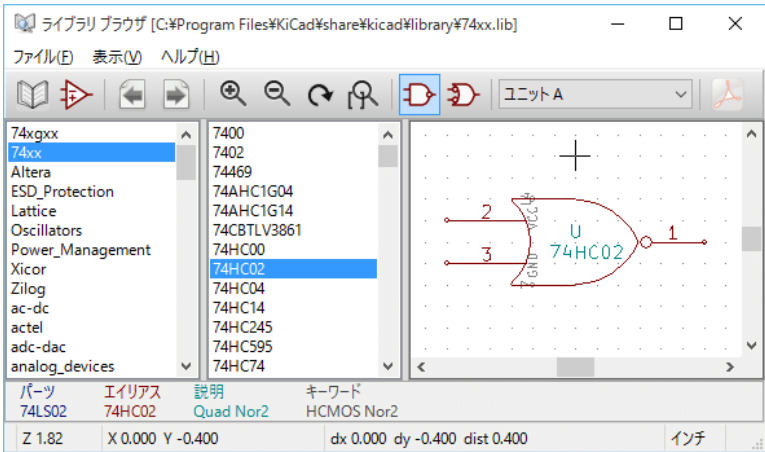 ライブラリ ブラウザ [C:¥Program Files¥KiCad¥share¥kicad¥library¥74xx.lib]
ファイル(F) 表示(V) ヘルプ(H)
ユニット A
74xgxx
74xx
Altera
ESD_Protection
Lattice
Oscillators
Power_Management
Xicor
Zilog
ac-dc
actel
adc-dac
analog_devices
7400
7402
74469
74AHC1G04
74AHC1G14
74CBTLV3861
74HC00
74HC02
74HC04
74HC14
74HC245
74HC595
74HC74
2
3
VCC
GND
U
74HC02
1
パーツ エイリアス 説明 キーワード
74LS02 74HC02 Quad Nor2 HCMOS Nor2
Z 1.82 X 0.000 Y -0.400 dx 0.000 dy -0.400 dist 0.400 インチ